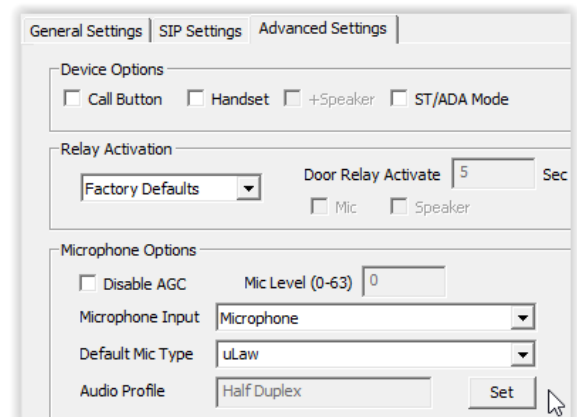 General Settings SIP Settings Advanced Settings
Device Options
Call Button Handset +Speaker ST/ADA Mode
Relay Activation
Factory Defaults Door Relay Activate 5 Sec
Mic Speaker
Microphone Options
Disable AGC Mic Level (0-63) 0
Microphone Input Microphone
Default Mic Type uLaw
Audio Profile Half Duplex Set